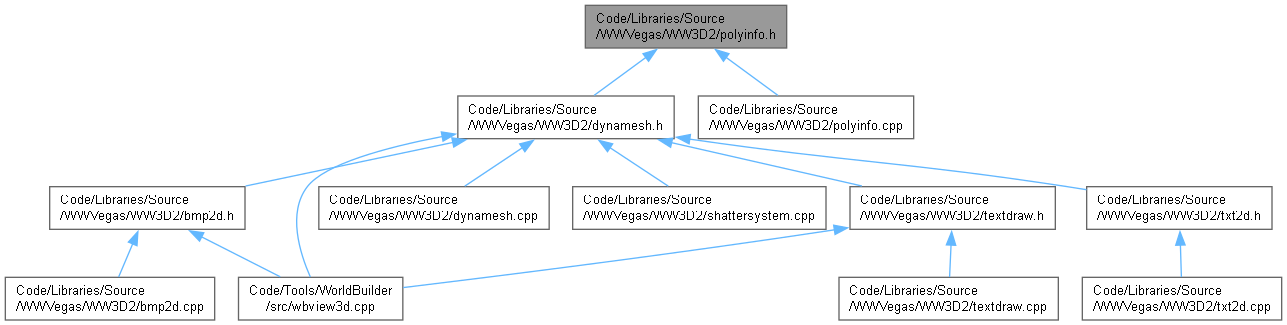 Code/Libraries/Source
/WWVegas/WW3D2/polyinfo.h
Code/Libraries/Source
/WWVegas/WW3D2/dynamesh.h
Code/Libraries/Source
/WWVegas/WW3D2/polyinfo.cpp
Code/Libraries/Source
/WWVegas/WW3D2/bmp2d.h
Code/Libraries/Source
/WWVegas/WW3D2/dynamesh.cpp
Code/Libraries/Source
/WWVegas/WW3D2/shattersystem.cpp
Code/Libraries/Source
/WWVegas/WW3D2/textdraw.h
Code/Libraries/Source
/WWVegas/WW3D2/txt2d.h
Code/Libraries/Source
/WWVegas/WW3D2/bmp2d.cpp
Code/Tools/WorldBuilder
/src/wbview3d.cpp
Code/Libraries/Source
/WWVegas/WW3D2/textdraw.cpp
Code/Libraries/Source
/WWVegas/WW3D2/txt2d.cpp